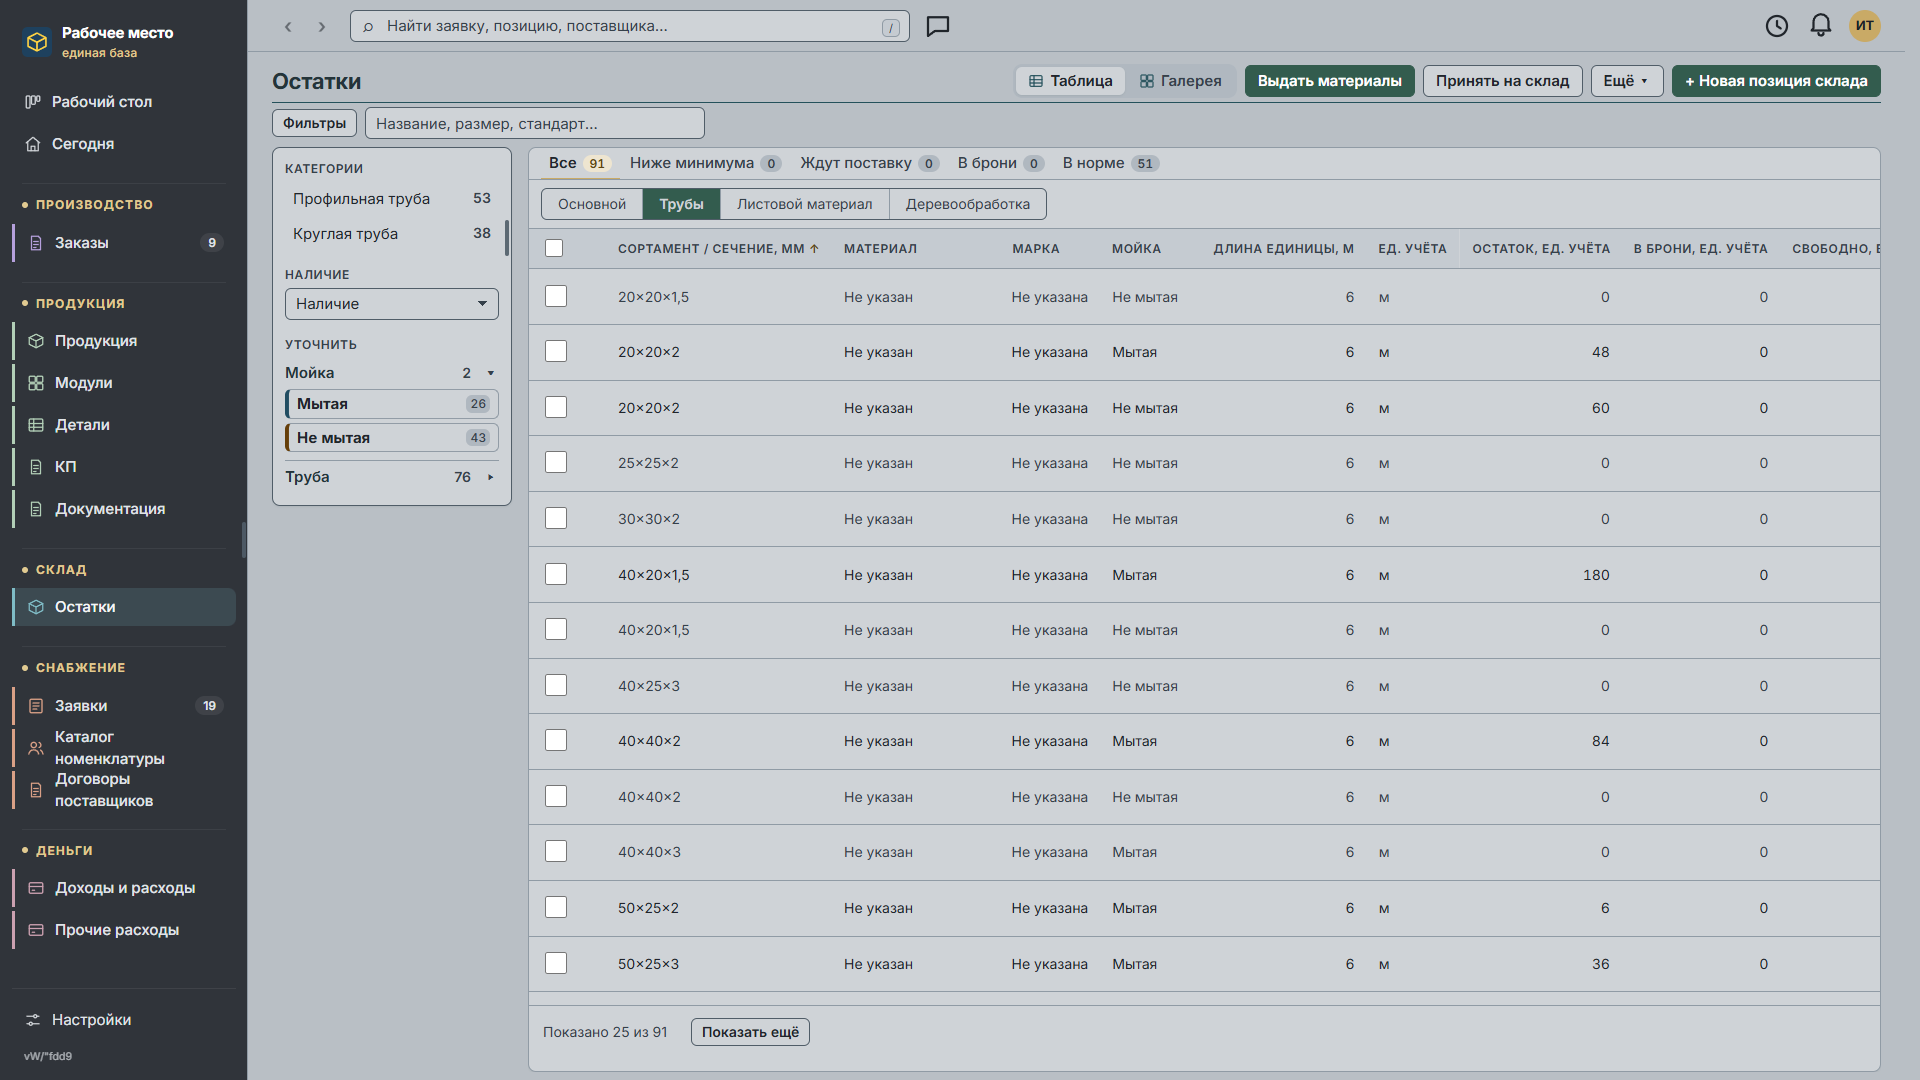 Рабочее место
единая база
Рабочий стол
Сегодня
ПРОИЗВОДСТВО
Заказы 9
ПРОДУКЦИЯ
Продукция
Модули
Детали
КП
Документация
СКЛАД
Остатки
СНАБЖЕНИЕ
Заявки 19
Каталог
номенклатуры
Договоры
поставщиков
ДЕНЬГИ
Доходы и расходы
Прочие расходы
Настройки
vW/"fdd9
Найти заявку, позицию, поставщика... /
ИТ
Остатки
Таблица Галерея Выдать материалы Принять на склад Ещё + Новая позиция склада
Фильтры Название, размер, стандарт...
КАТЕГОРИИ
Профильная труба 53
Круглая труба 38
НАЛИЧИЕ
Наличие
УТОЧНИТЬ
Мойка 2
Мытая 26
Не мытая 43
Труба 76
Все 91 Ниже минимума 0 Ждут поставку 0 В брони 0 В норме 51
Основной Трубы Листовой материал Деревообработка
СОРТАМЕНТ / СЕЧЕНИЕ, ММ ↑ МАТЕРИАЛ МАРКА МОЙКА ДЛИНА ЕДИНИЦЫ, М ЕД. УЧЁТА ОСТАТОК, ЕД. УЧЁТА В БРОНИ, ЕД. УЧЁТА СВОБОДНО, Е
20×20×1,5 Не указан Не указана Не мытая 6 м 0 0
20×20×2 Не указан Не указана Мытая 6 м 48 0
20×20×2 Не указан Не указана Не мытая 6 м 60 0
25×25×2 Не указан Не указана Не мытая 6 м 0 0
30×30×2 Не указан Не указана Не мытая 6 м 0 0
40×20×1,5 Не указан Не указана Мытая 6 м 180 0
40×20×1,5 Не указан Не указана Не мытая 6 м 0 0
40×25×3 Не указан Не указана Не мытая 6 м 0 0
40×40×2 Не указан Не указана Мытая 6 м 84 0
40×40×2 Не указан Не указана Не мытая 6 м 0 0
40×40×3 Не указан Не указана Мытая 6 м 0 0
50×25×2 Не указан Не указана Мытая 6 м 6 0
50×25×3 Не указан Не указана Мытая 6 м 36 0
Показано 25 из 91 Показать ещё